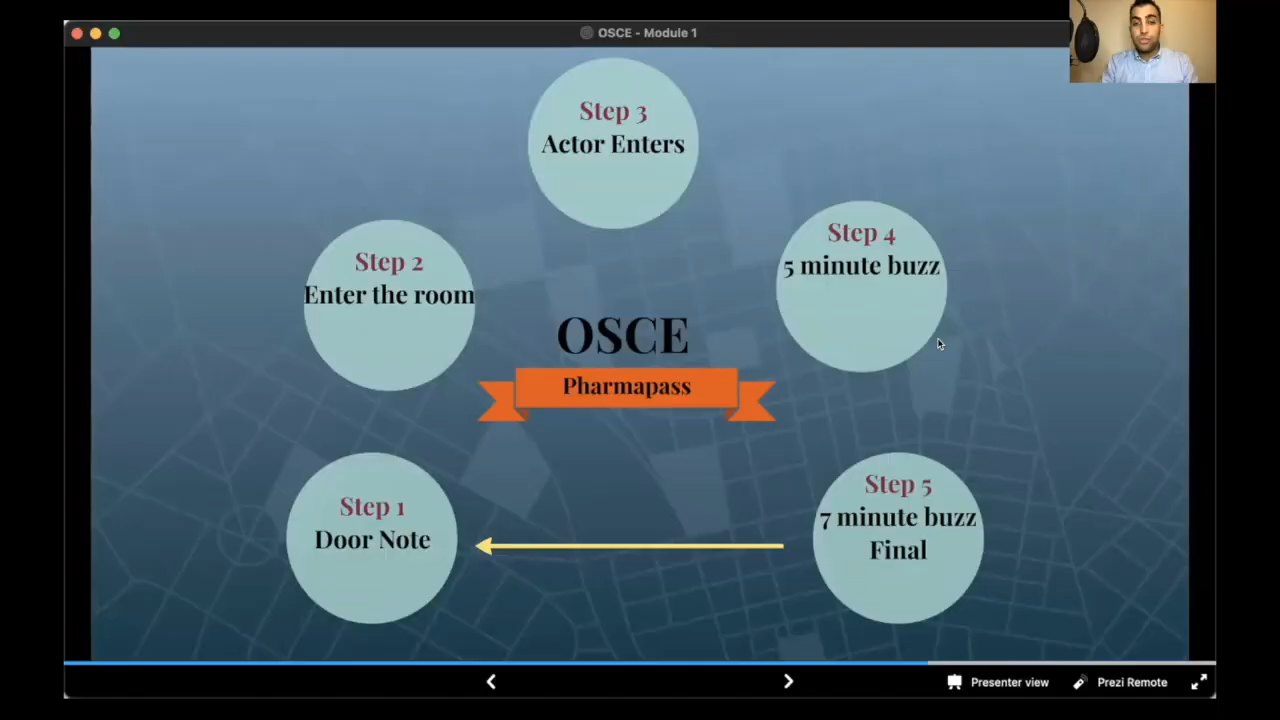 OSCE - Module 1
Step 3
Actor Enters
Step 4
5 minute buzz
Step 2
Enter the room
OSCE
Pharmapass
Step 5
7 minute buzz
Final
Step 1
Door Note
Presenter view
Prezi Remote